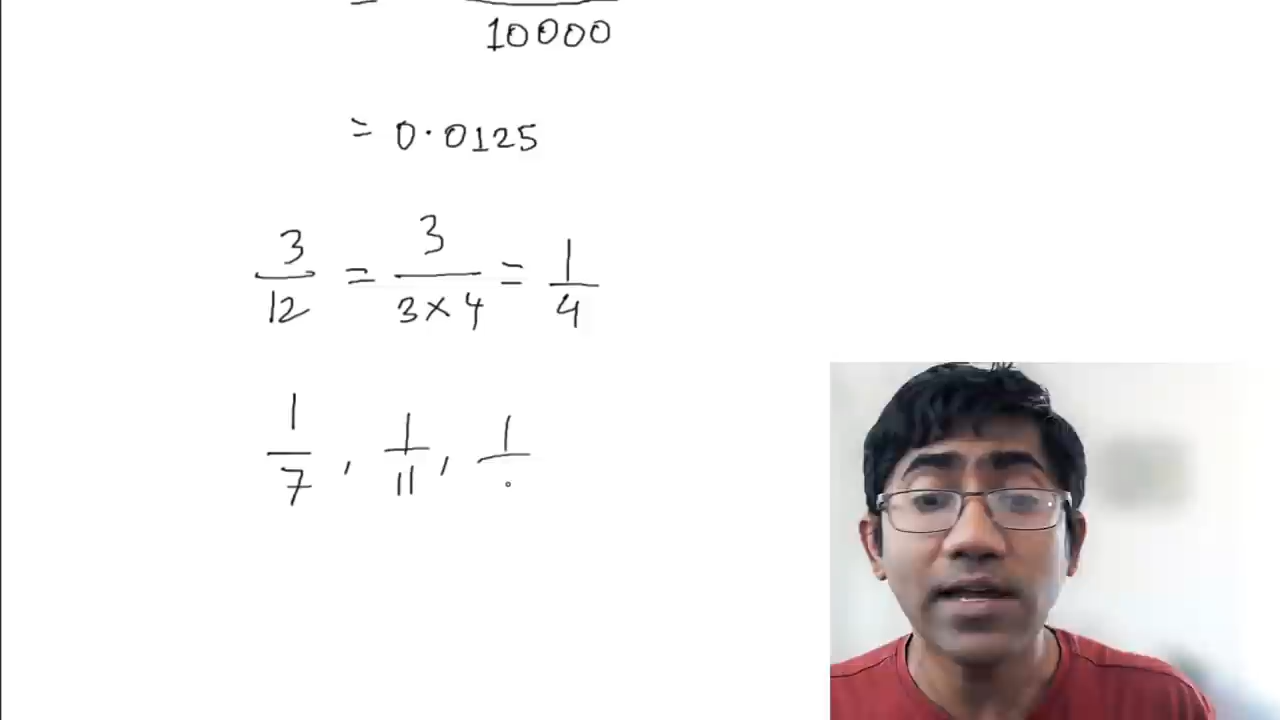 = 10000
= 0.0125
3/12 = 3/(3×4) = 1/4
1/7, 1/11, 1/